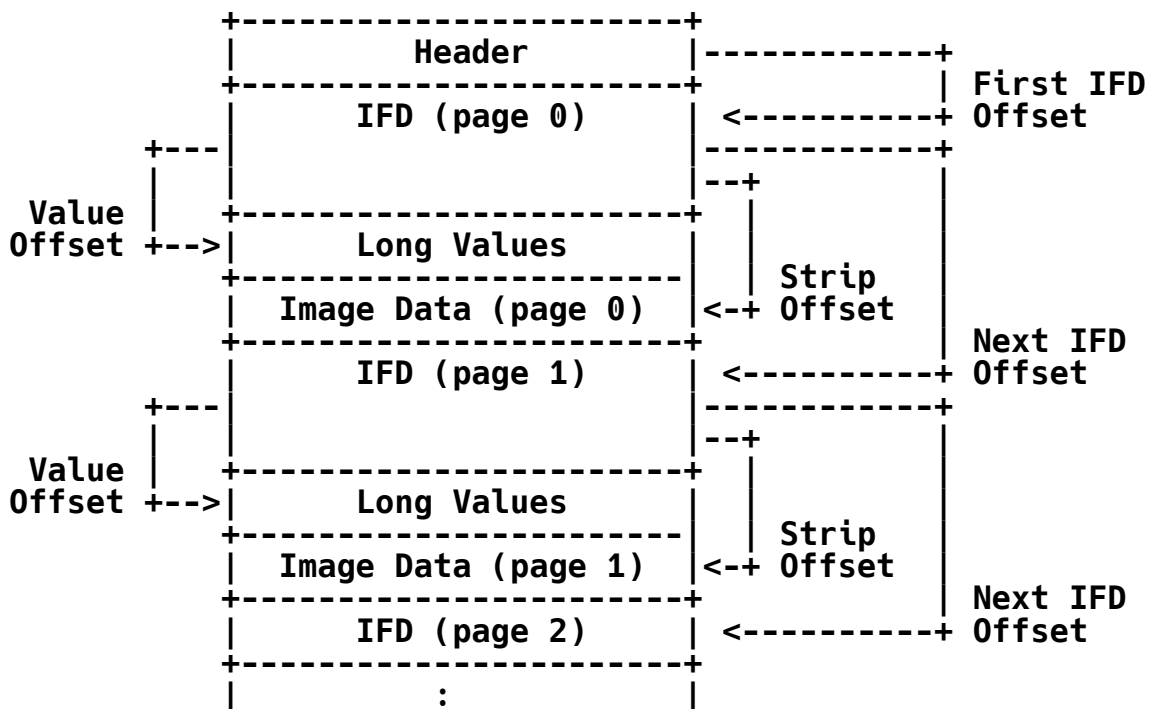 Header
First IFD
IFD (page 0) Offset
Value
Offset Long Values
Strip
Image Data (page 0) Offset
Next IFD
IFD (page 1) Offset
Value
Offset Long Values
Strip
Image Data (page 1) Offset
Next IFD
IFD (page 2) Offset
: